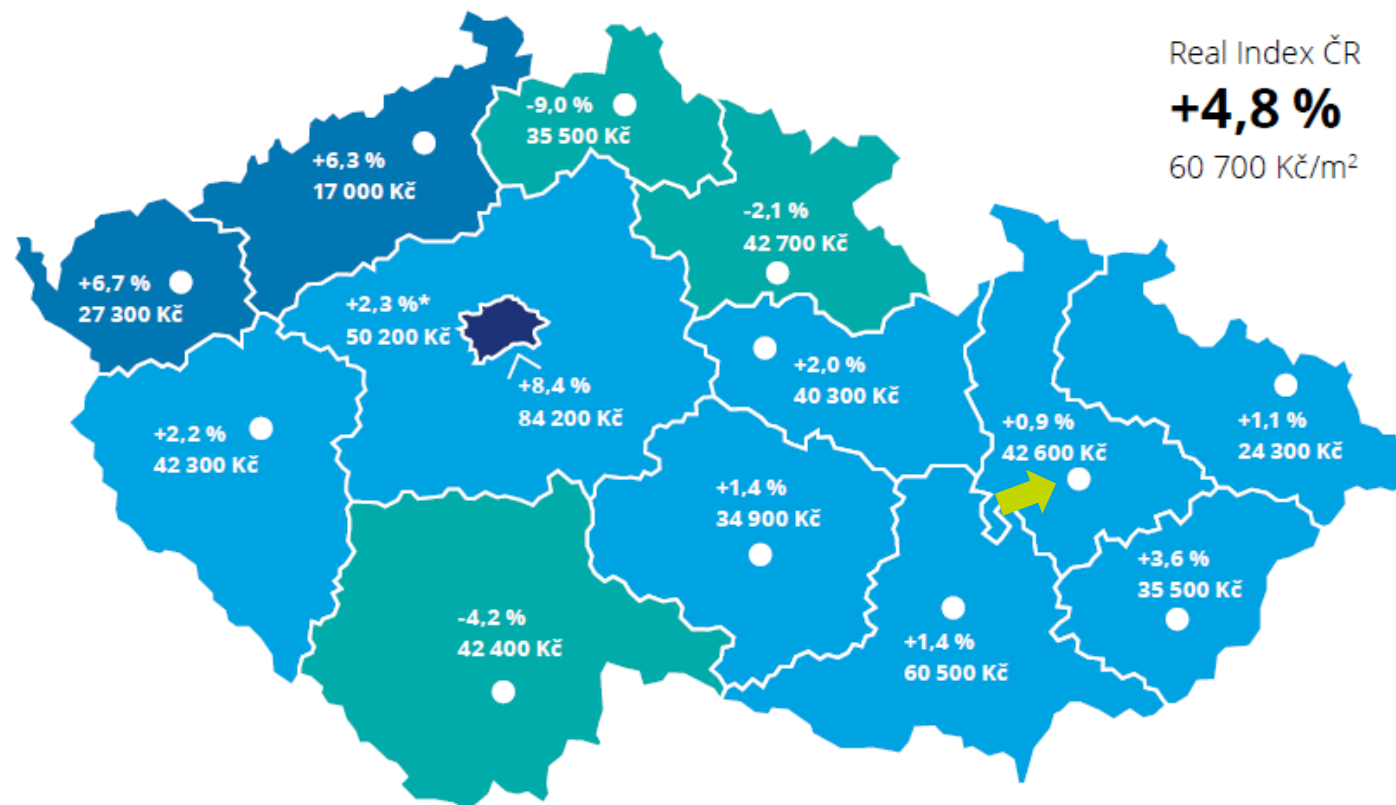 Real Index ČR
+4,8 %
60 700 Kč/m²
-9,0 %
35 500 Kč
+6,3 %
17 000 Kč
-2,1 %
42 700 Kč
+6,7 %
27 300 Kč
+2,3 %*
50 200 Kč
+8,4 %
84 200 Kč
+2,0 %
40 300 Kč
+2,2 %
42 300 Kč
+0,9 %
42 600 Kč
+1,1 %
24 300 Kč
+1,4 %
34 900 Kč
+3,6 %
35 500 Kč
-4,2 %
42 400 Kč
+1,4 %
60 500 Kč